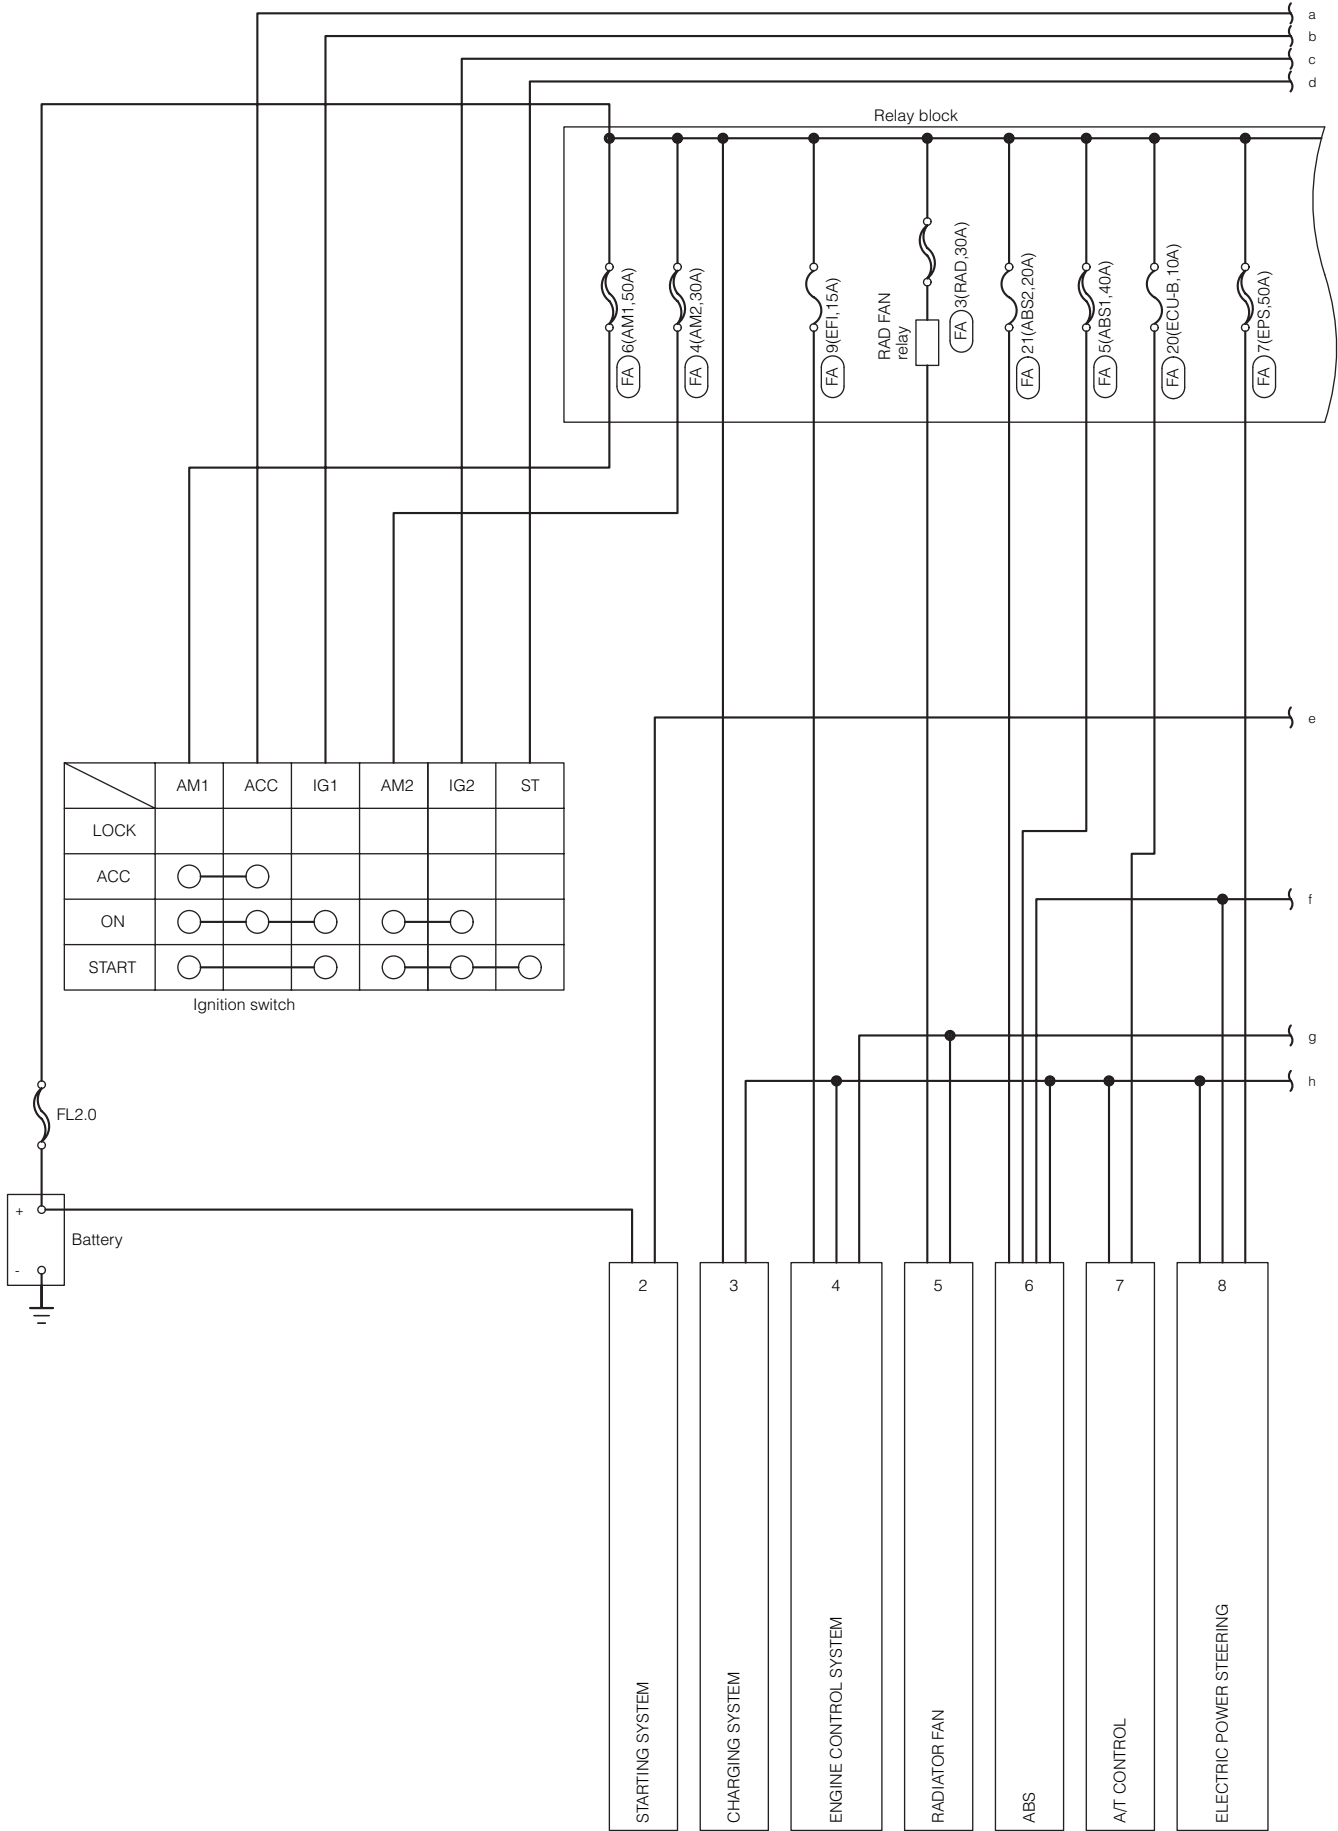 a
b
c
d
Relay block
FA 6(AM1,50A)
FA 4(AM2,30A)
FA 9(EFI,15A)
RAD FAN
relay
FA 3(RAD,30A)
FA 21(ABS2,20A)
FA 5(ABS1,40A)
FA 20(ECU-B,10A)
FA 7(EPS,50A)
e
AM1 ACC IG1 AM2 IG2 ST
LOCK
ACC
ON
START
Ignition switch
f
g
h
FL2.0
+
Battery
-
2 3 4 5 6 7 8
STARTING SYSTEM
CHARGING SYSTEM
ENGINE CONTROL SYSTEM
RADIATOR FAN
ABS
A/T CONTROL
ELECTRIC POWER STEERING